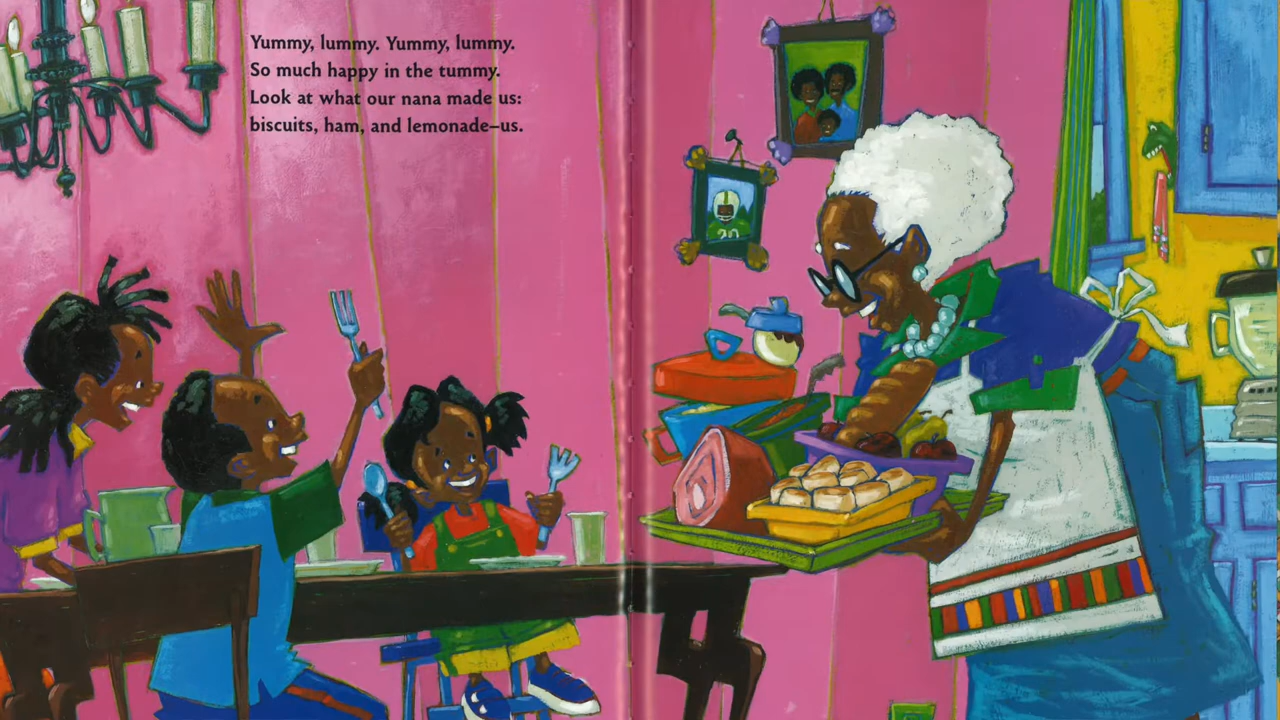 Yummy, lummy. Yummy, lummy.
So much happy in the tummy.
Look at what our nana made us:
biscuits, ham, and lemonade–us.
20